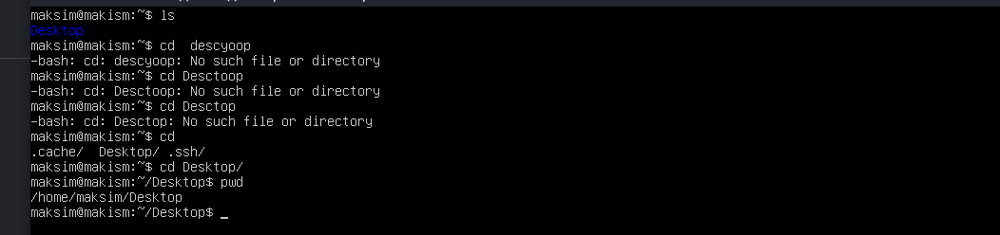 maksim@makism:~$ ls
Desktop
maksim@makism:~$ cd  descyoop
-bash: cd: descyoop: No such file or directory
maksim@makism:~$ cd Desctoop
-bash: cd: Desctoop: No such file or directory
maksim@makism:~$ cd Desctop
-bash: cd: Desctop: No such file or directory
maksim@makism:~$ cd
.cache/  Desktop/ .ssh/
maksim@makism:~$ cd Desktop/
maksim@makism:~/Desktop$ pwd
/home/maksim/Desktop
maksim@makism:~/Desktop$ _